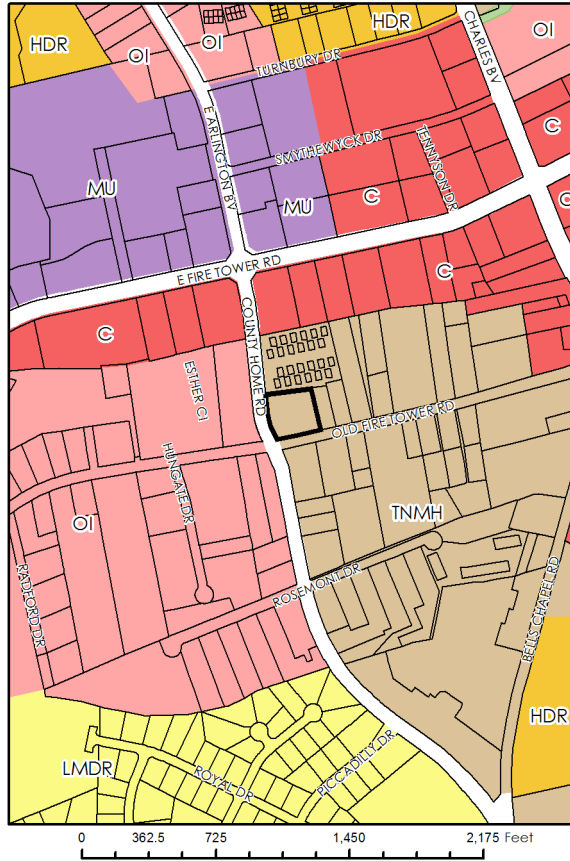 HDR
OI
OI
HDR
OI
TURNBURY DR
CHARLES BV
E ARLINGTON BV
SMYTHEWYCK DR
TENNYSON DR
C
MU
MU
C
C
E FIRE TOWER RD
C
C
COUNTY HOME RD
ESTHER CI
OLD FIRE TOWER RD
HUNGATE DR
TNMH
OI
ROSEMONT DR
RADFORD DR
BELLS CHAPEL RD
HDR
LMDR
ROYAL DR
PICCADILLY DR
0 362.5 725 1,450 2,175 Feet